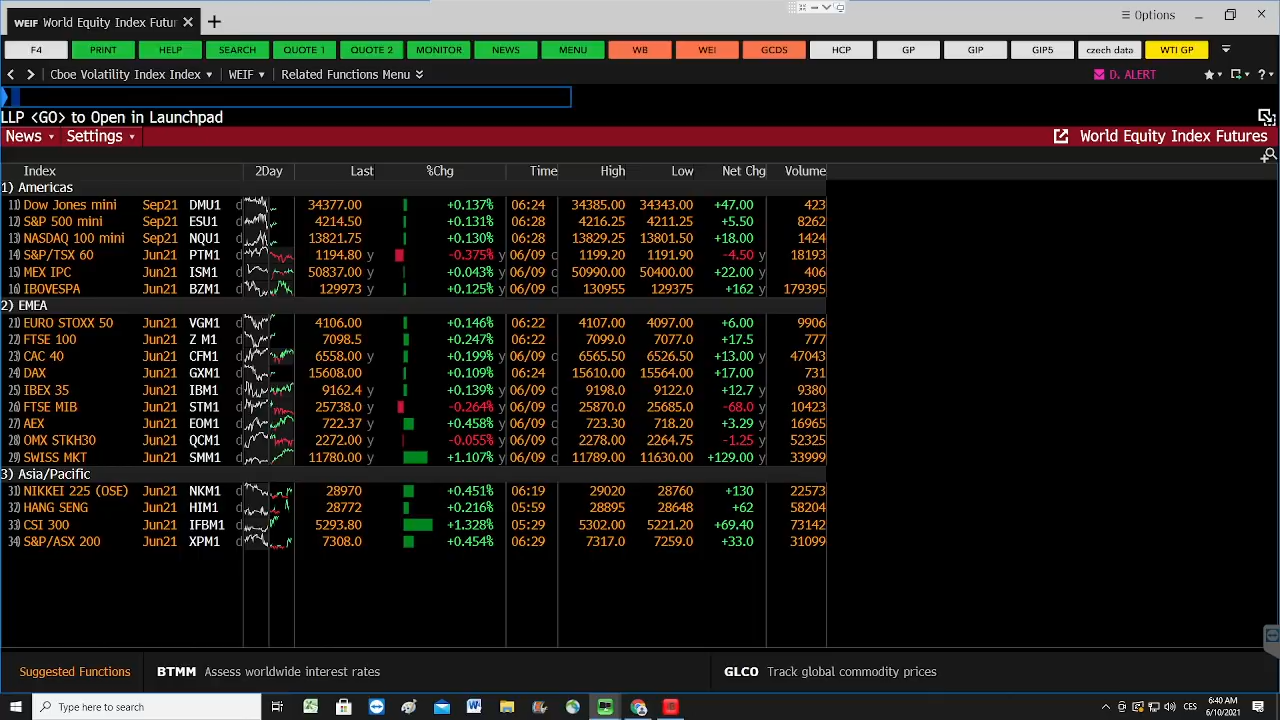 WEIF World Equity Index Futur × +
Options
F4 PRINT HELP SEARCH QUOTE 1 QUOTE 2 MONITOR NEWS MENU WB WEI GCDS HCP GP GIP GIP5 czech data WTI GP
Cboe Volatility Index Index WEIF Related Functions Menu D. ALERT
LLP <GO> to Open in Launchpad
News Settings World Equity Index Futures
Index 2Day Last %Chg Time High Low Net Chg Volume
1) Americas
11) Dow Jones mini Sep21 DMU1 d 34377.00 +0.137% 06:24 34385.00 34343.00 +47.00 423
12) S&P 500 mini Sep21 ESU1 d 4214.50 +0.131% 06:28 4216.25 4211.25 +5.50 8262
13) NASDAQ 100 mini Sep21 NQU1 d 13821.75 +0.130% 06:28 13829.25 13801.50 +18.00 1424
14) S&P/TSX 60 Jun21 PTM1 d 1194.80 y -0.375% y 06/09 c 1199.20 1191.90 -4.50 y 18193
15) MEX IPC Jun21 ISM1 d 50837.00 y +0.043% y 06/09 c 50990.00 50400.00 +22.00 y 406
16) IBOVESPA Jun21 BZM1 d 129973 y +0.125% y 06/09 c 130955 129375 +162 y 179395
2) EMEA
21) EURO STOXX 50 Jun21 VGM1 d 4106.00 +0.146% 06:22 4107.00 4097.00 +6.00 9906
22) FTSE 100 Jun21 Z M1 d 7098.5 +0.247% 06:22 7099.0 7077.0 +17.5 777
23) CAC 40 Jun21 CFM1 d 6558.00 y +0.199% y 06/09 c 6565.50 6526.50 +13.00 y 47043
24) DAX Jun21 GXM1 d 15608.00 +0.109% 06:24 15610.00 15564.00 +17.00 731
25) IBEX 35 Jun21 IBM1 d 9162.4 y +0.139% y 06/09 c 9198.0 9122.0 +12.7 y 9380
26) FTSE MIB Jun21 STM1 d 25738.0 y -0.264% y 06/09 c 25870.0 25685.0 -68.0 y 10423
27) AEX Jun21 EOM1 d 722.37 y +0.458% y 06/09 c 723.30 718.20 +3.29 y 16965
28) OMX STKH30 Jun21 QCM1 d 2272.00 y -0.055% y 06/09 c 2278.00 2264.75 -1.25 y 52325
29) SWISS MKT Jun21 SMM1 d 11780.00 y +1.107% y 06/09 c 11789.00 11630.00 +129.00 y 33999
3) Asia/Pacific
31) NIKKEI 225 (OSE) Jun21 NKM1 d 28970 +0.451% 06:19 29020 28760 +130 22573
32) HANG SENG Jun21 HIM1 d 28772 +0.216% 05:59 28895 28648 +62 58204
33) CSI 300 Jun21 IFBM1 d 5293.80 +1.328% 05:29 5302.00 5221.20 +69.40 73142
34) S&P/ASX 200 Jun21 XPM1 d 7308.0 +0.454% 06:29 7317.0 7259.0 +33.0 31099
Suggested Functions BTMM Assess worldwide interest rates GLCO Track global commodity prices
Type here to search CES 6:40 AM
6/10/2021